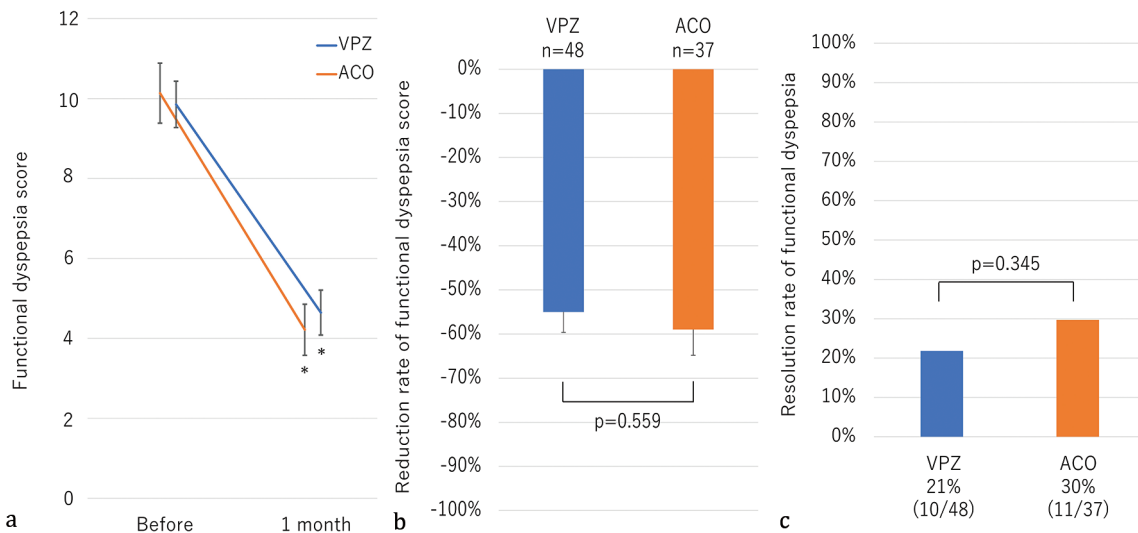 12
10
8
6
4
2
0
Functional dyspepsia score
VPZ
ACO
*
*
Before
1 month
a
VPZ
n=48
ACO
n=37
0%
-10%
-20%
-30%
-40%
-50%
-60%
-70%
-80%
-90%
-100%
Reduction rate of functional dyspepsia score
p=0.559
b
100%
90%
80%
70%
60%
50%
40%
30%
20%
10%
0%
Resolution rate of functional dyspepsia
p=0.345
VPZ
21%
(10/48)
ACO
30%
(11/37)
c